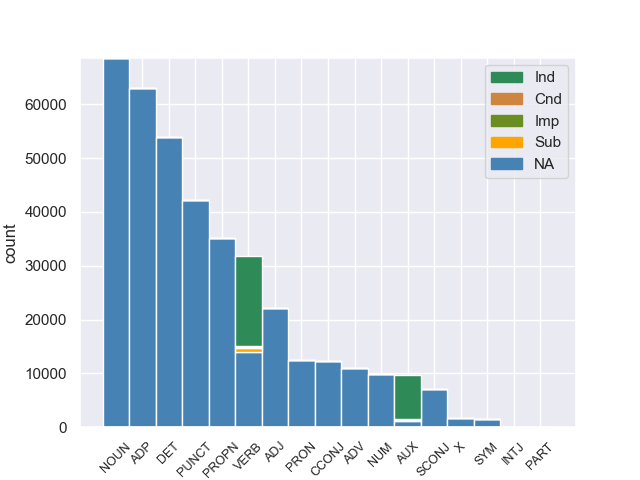 Ind
Cnd
Imp
Sub
NA
count
60000
50000
40000
30000
20000
10000
0
NOUN
ADP
DET
PUNCT
PROPN
VERB
ADJ
PRON
CCONJ
ADV
NUM
AUX
SCONJ
X
SYM
INTJ
PART